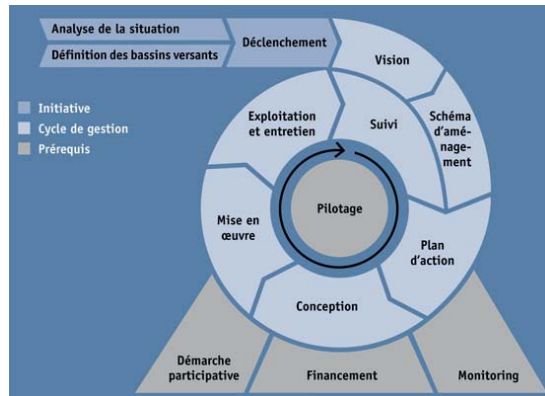 Analyse de la situation
Définition des bassins versants
Déclenchement
Vision
Initiative
Cycle de gestion
Prérequis
Exploitation
et entretien
Suivi
Schéma
d'amé-
nage-
ment
Mise en
œuvre
Pilotage
Plan
d'action
Conception
Démarche
participative
Financement
Monitoring